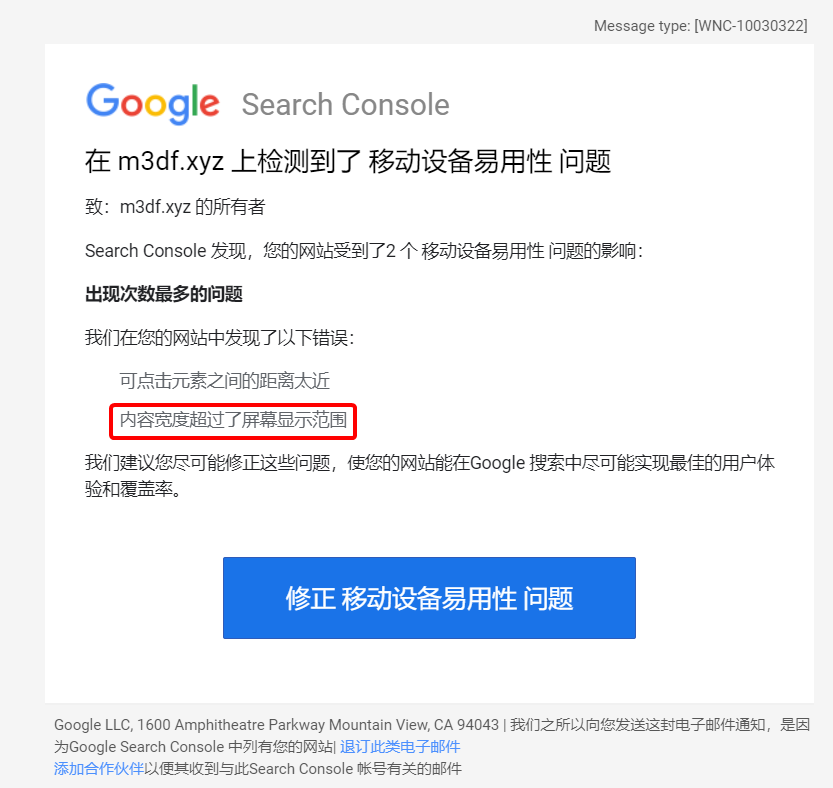 Message type: [WNC-10030322]
Google Search Console
在 m3df.xyz 上检测到了 移动设备易用性 问题
致：m3df.xyz 的所有者
Search Console 发现，您的网站受到了2 个 移动设备易用性 问题的影响：
出现次数最多的问题
我们在您的网站中发现了以下错误：
可点击元素之间的距离太近
内容宽度超过了屏幕显示范围
我们建议您尽可能修正这些问题，使您的网站能在Google 搜索中尽可能实现最佳的用户体
验和覆盖率。
修正 移动设备易用性 问题
Google LLC, 1600 Amphitheatre Parkway Mountain View, CA 94043 | 我们之所以向您发送这封电子邮件通知，是因
为Google Search Console 中列有您的网站| 退订此类电子邮件
添加合作伙伴以便其收到与此Search Console 帐号有关的邮件